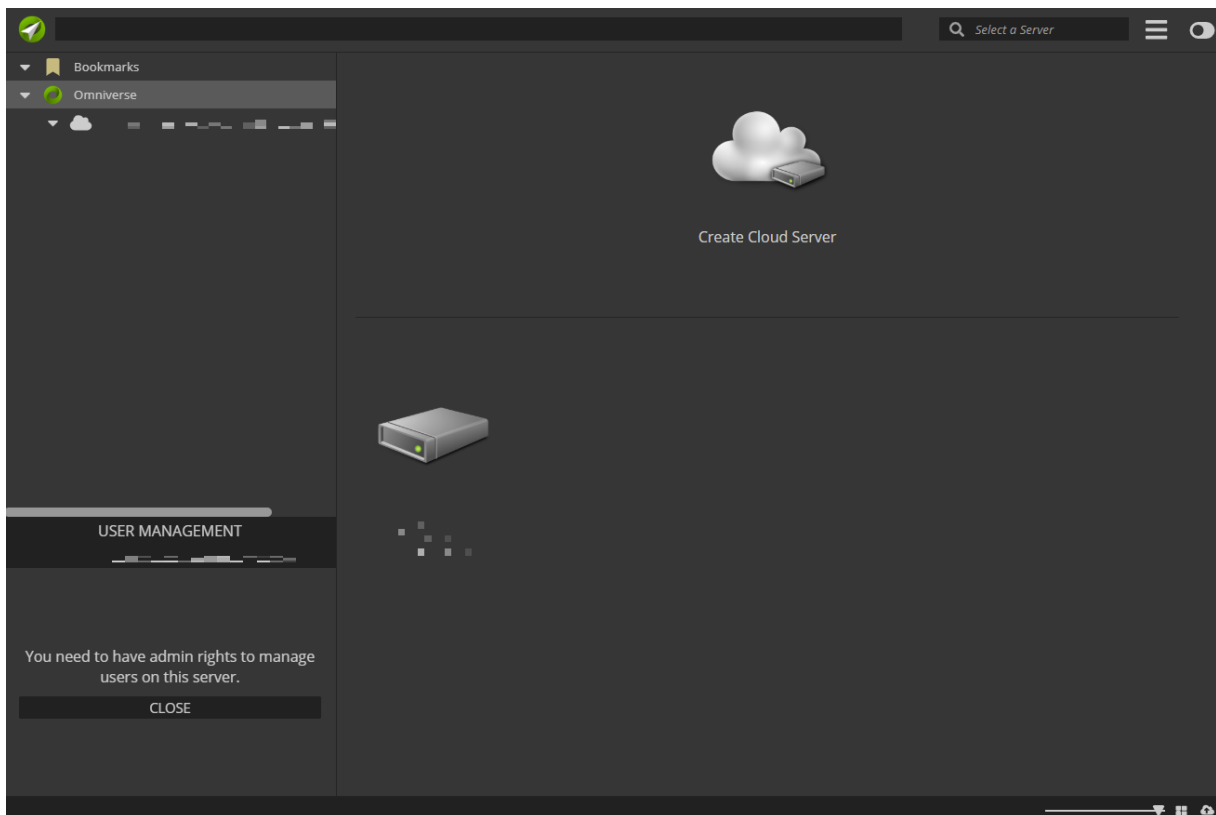 Select a Server
Bookmarks
Omniverse
Create Cloud Server
USER MANAGEMENT
You need to have admin rights to manage
users on this server.
CLOSE